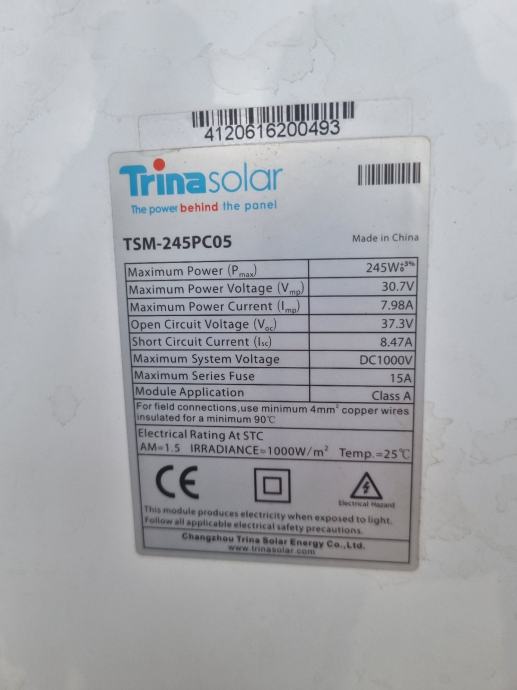 4120616200493
Trinasolar
The power behind the panel
TSM-245PC05
Made in China
Maximum Power (Pmax) 245W+3% 0
Maximum Power Voltage (Vmp) 30.7V
Maximum Power Current (Imp) 7.98A
Open Circuit Voltage (Voc) 37.3V
Short Circuit Current (Isc) 8.47A
Maximum System Voltage DC1000V
Maximum Series Fuse 15A
Module Application Class A
For field connections,use minimum 4mm² copper wires
insulated for a minimum 90℃
Electrical Rating At STC
AM=1.5 IRRADIANCE=1000W/m² Temp.=25℃
CE
Electrical Hazard
This module produces electricity when exposed to light.
Follow all applicable electrical safety precautions.
Changzhou Trina Solar Energy Co.,Ltd.
www.trinasolar.com